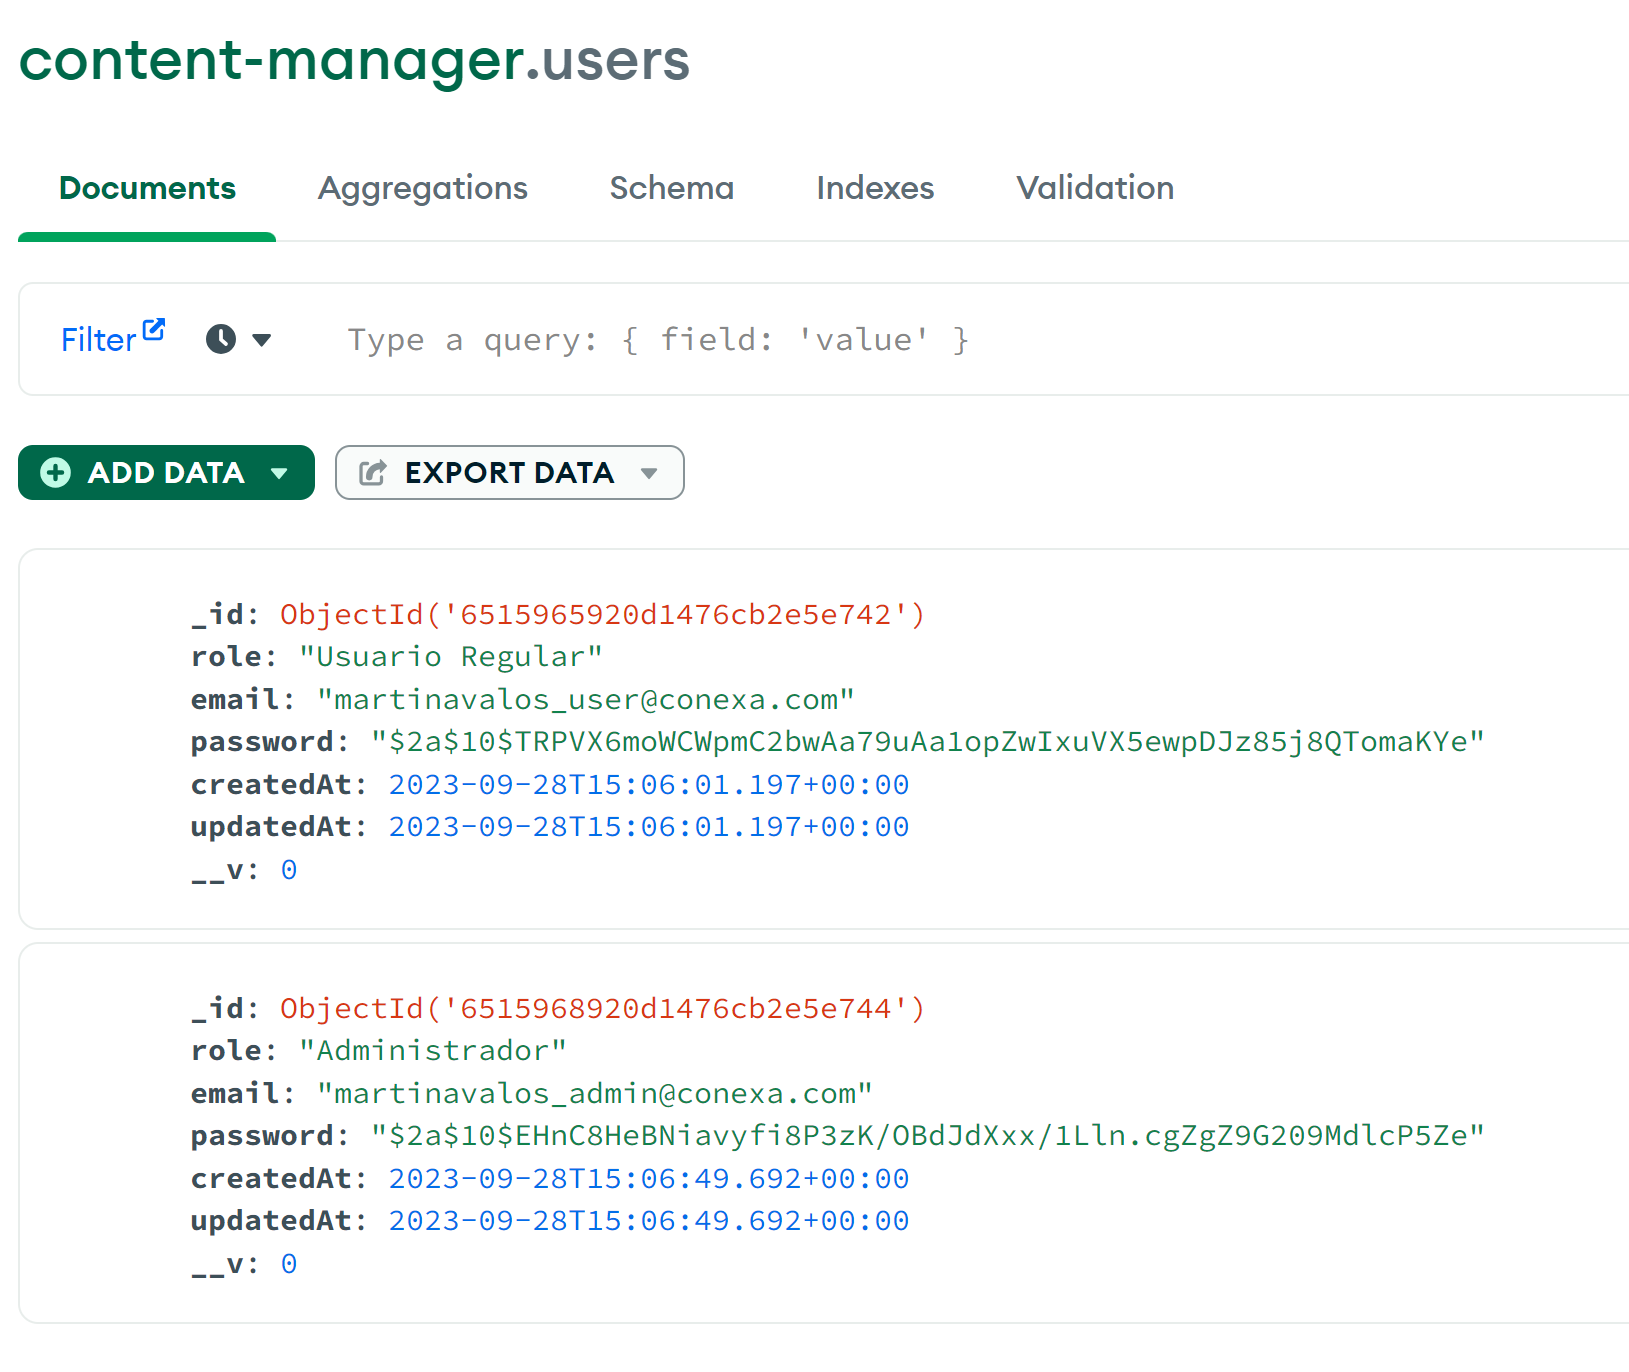 content-manager.users
Documents Aggregations Schema Indexes Validation
Filter Type a query: { field: 'value' }
ADD DATA EXPORT DATA
_id: ObjectId('6515965920d1476cb2e5e742')
role: "Usuario Regular"
email: "martinavalos_user@conexa.com"
password: "$2a$10$TRPVX6moWCWpmC2bwAa79uAa1opZwIxuVX5ewpDJz85j8QTomaKYe"
createdAt: 2023-09-28T15:06:01.197+00:00
updatedAt: 2023-09-28T15:06:01.197+00:00
__v: 0
_id: ObjectId('6515968920d1476cb2e5e744')
role: "Administrador"
email: "martinavalos_admin@conexa.com"
password: "$2a$10$EHnC8HeBNiavyfi8P3zK/OBdJdXxx/1Lln.cgZgZ9G209MdlcP5Ze"
createdAt: 2023-09-28T15:06:49.692+00:00
updatedAt: 2023-09-28T15:06:49.692+00:00
__v: 0